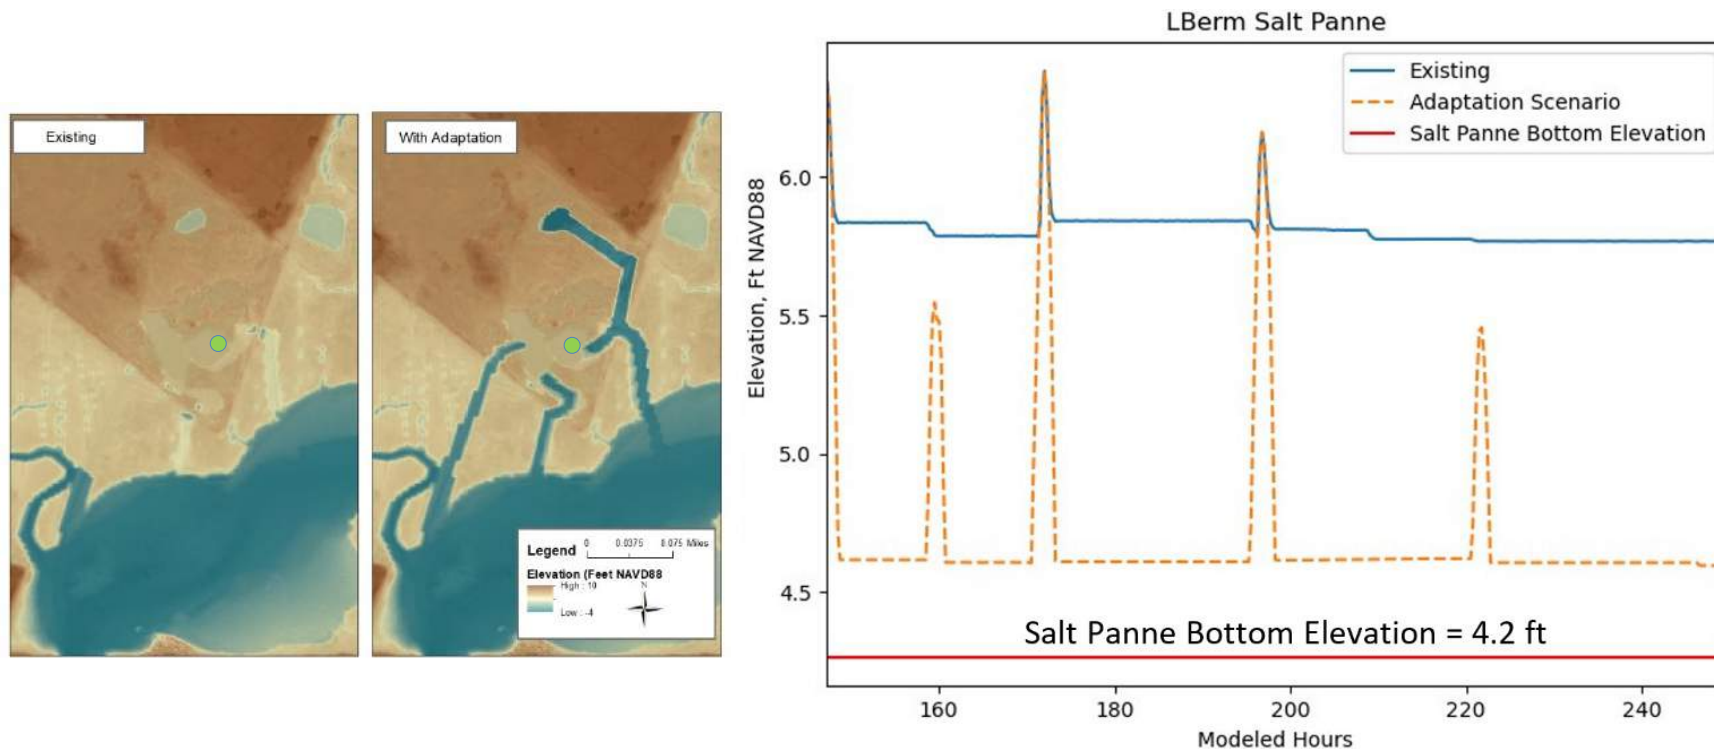 Existing
With Adaptation
Legend
0 0.0375 0.075 Miles
Elevation (Feet NAVD88
High : 10
Low : -4
N
LBerm Salt Panne
Existing
Adaptation Scenario
Salt Panne Bottom Elevation
Elevation, Ft NAVD88
6.0
5.5
5.0
4.5
Salt Panne Bottom Elevation = 4.2 ft
160 180 200 220 240
Modeled Hours